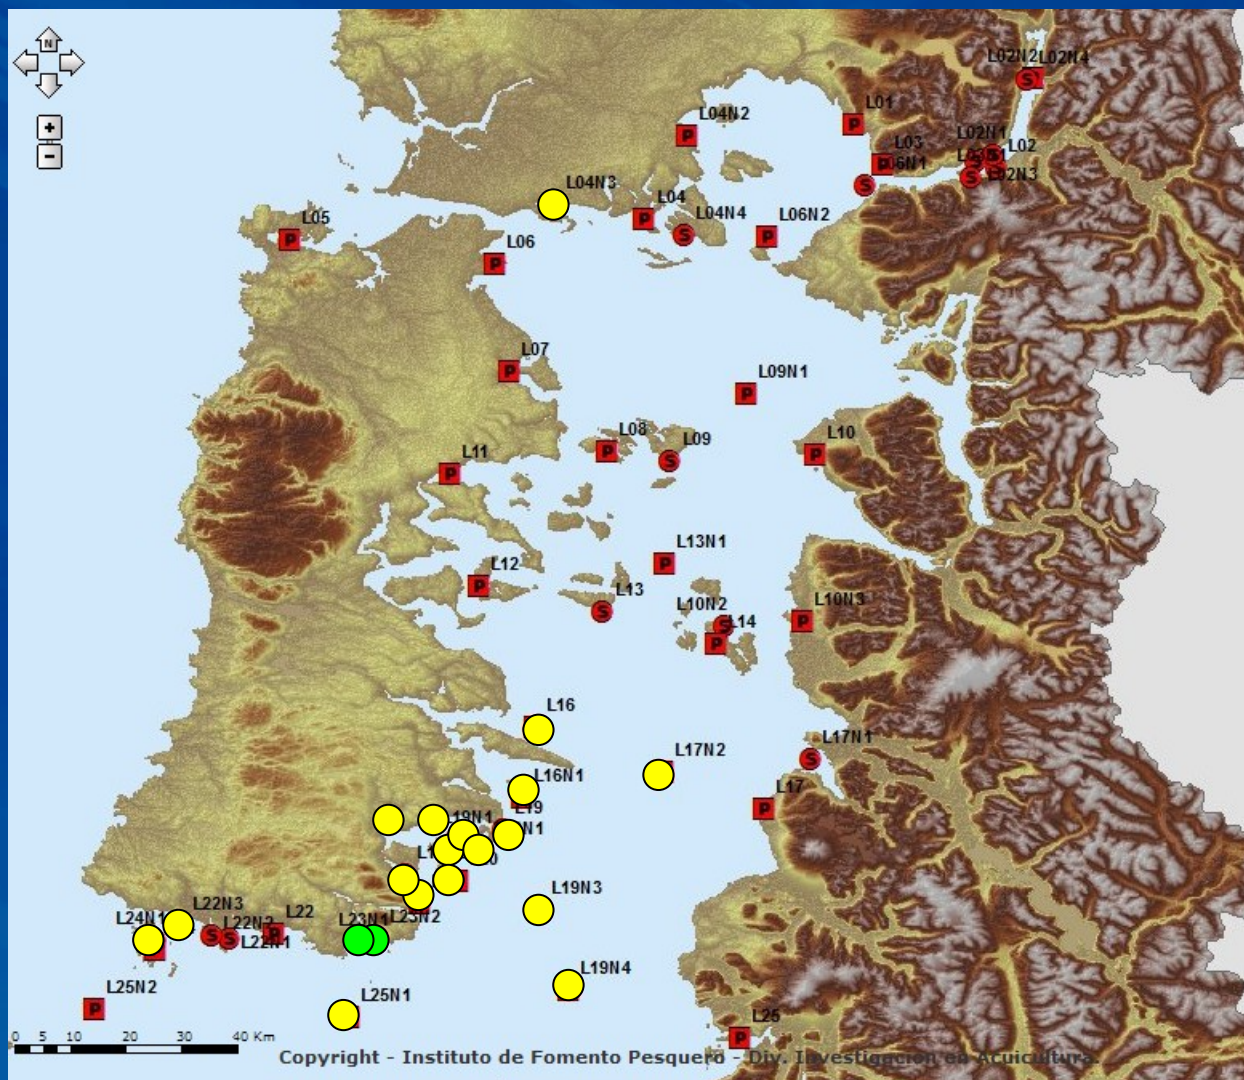 N
+
−
L02N2
L02N4
L01
L04N2
L02N1
L02
L03
L02N3
L04N3
L04
L04N4
L06N2
L05
L06
L07
L09N1
L08
L09
L10
L11
L13N1
L12
L13
L10N2
L14
L10N3
L16
L17N1
L17N2
L16N1
L17
L19
L19N1
N1
L19N3
L22N3
L24N1
L22N2
L22
L22N1
L23N1
L23N2
L19N4
L25N2
L25N1
L25
0 5 10 20 40 Km
Copyright - Instituto de Fomento Pesquero - Div. Investigación en Acuicultura.